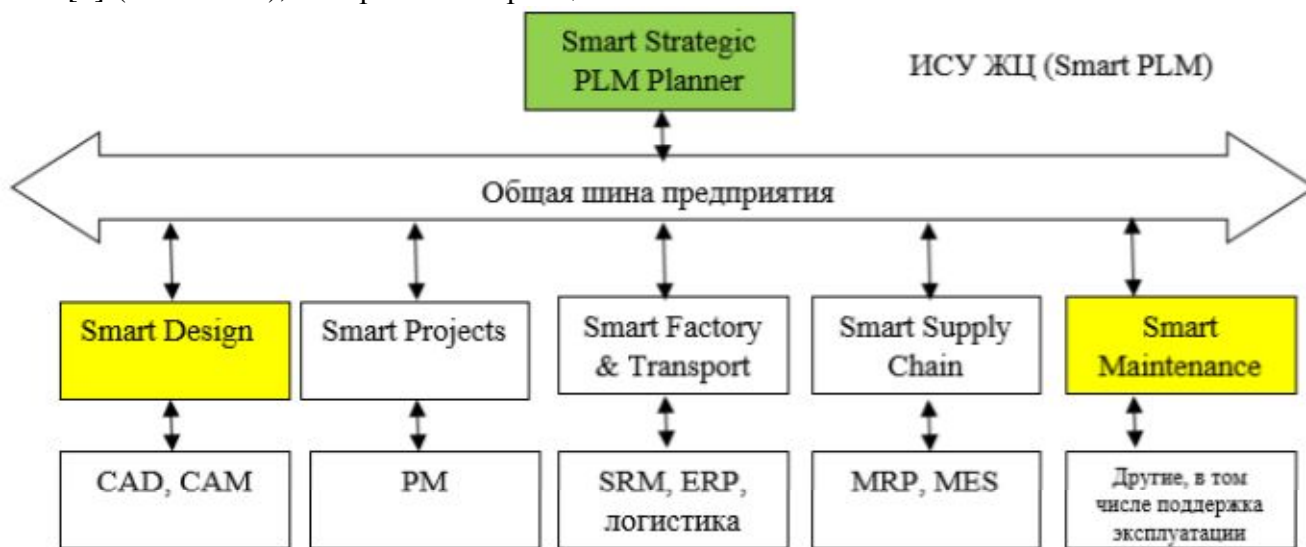 Smart Strategic
PLM Planner
ИСУ ЖЦ (Smart PLM)
Общая шина предприятия
Smart Design
Smart Projects
Smart Factory
& Transport
Smart Supply
Chain
Smart
Maintenance
CAD, CAM
PM
SRM, ERP,
логистика
MRP, MES
Другие, в том
числе поддержка
эксплуатации